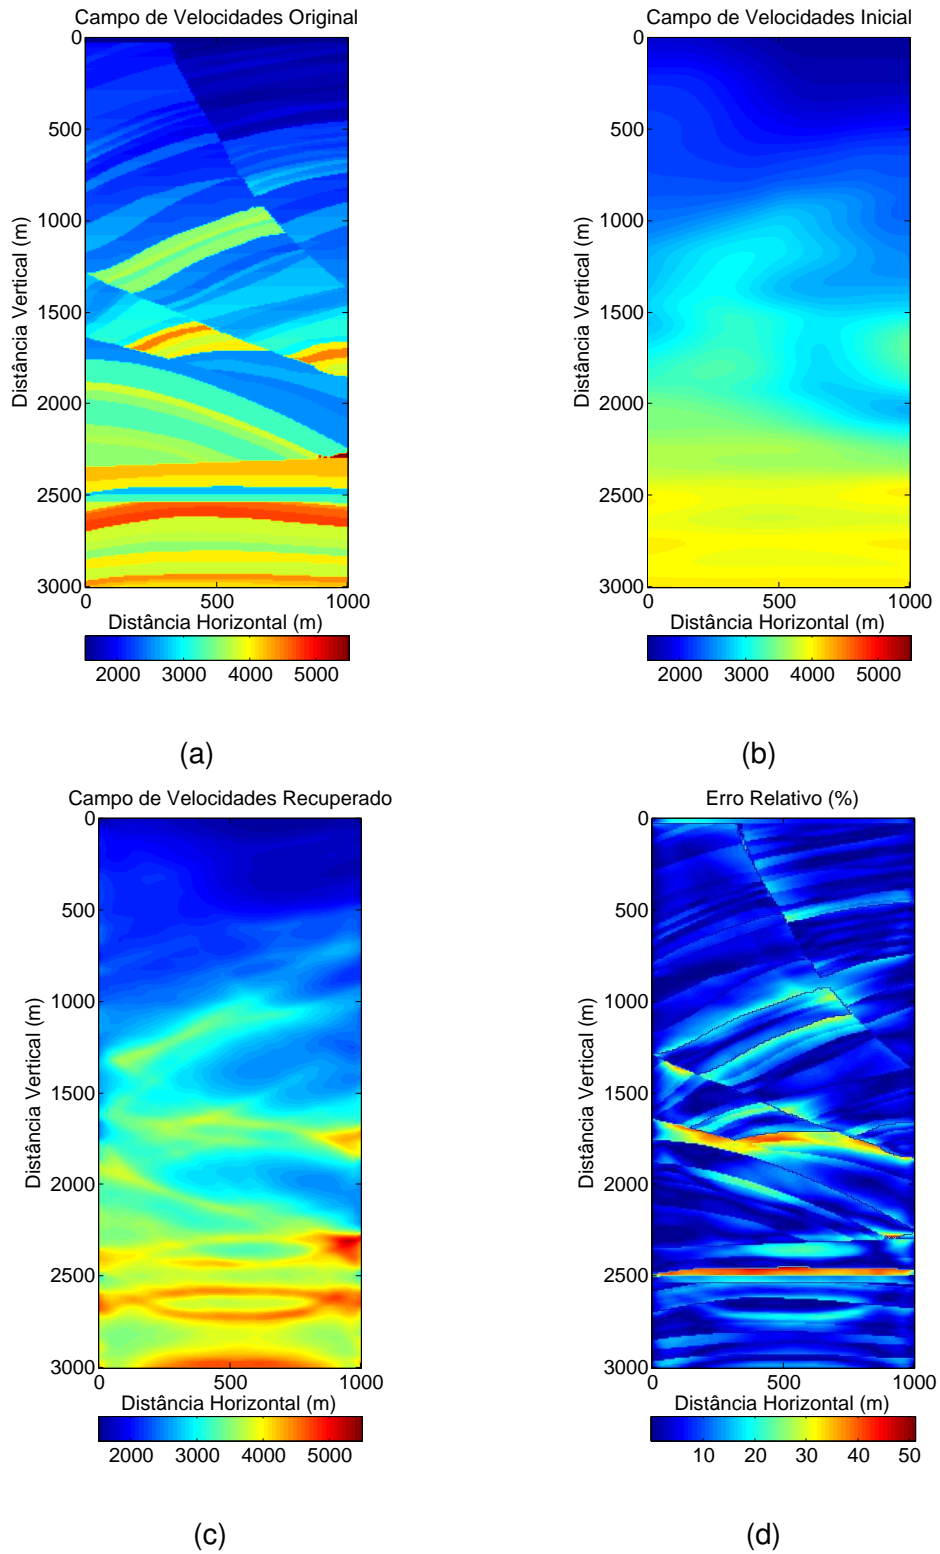 Campo de Velocidades Original
0
500
1000
1500
2000
2500
3000
Distância Vertical (m)
0 500 1000
Distância Horizontal (m)
2000 3000 4000 5000
(a)
Campo de Velocidades Inicial
0
500
1000
1500
2000
2500
3000
Distância Vertical (m)
0 500 1000
Distância Horizontal (m)
2000 3000 4000 5000
(b)
Campo de Velocidades Recuperado
0
500
1000
1500
2000
2500
3000
Distância Vertical (m)
0 500 1000
Distância Horizontal (m)
2000 3000 4000 5000
(c)
Erro Relativo (%)
0
500
1000
1500
2000
2500
3000
Distância Vertical (m)
0 500 1000
Distância Horizontal (m)
10 20 30 40 50
(d)